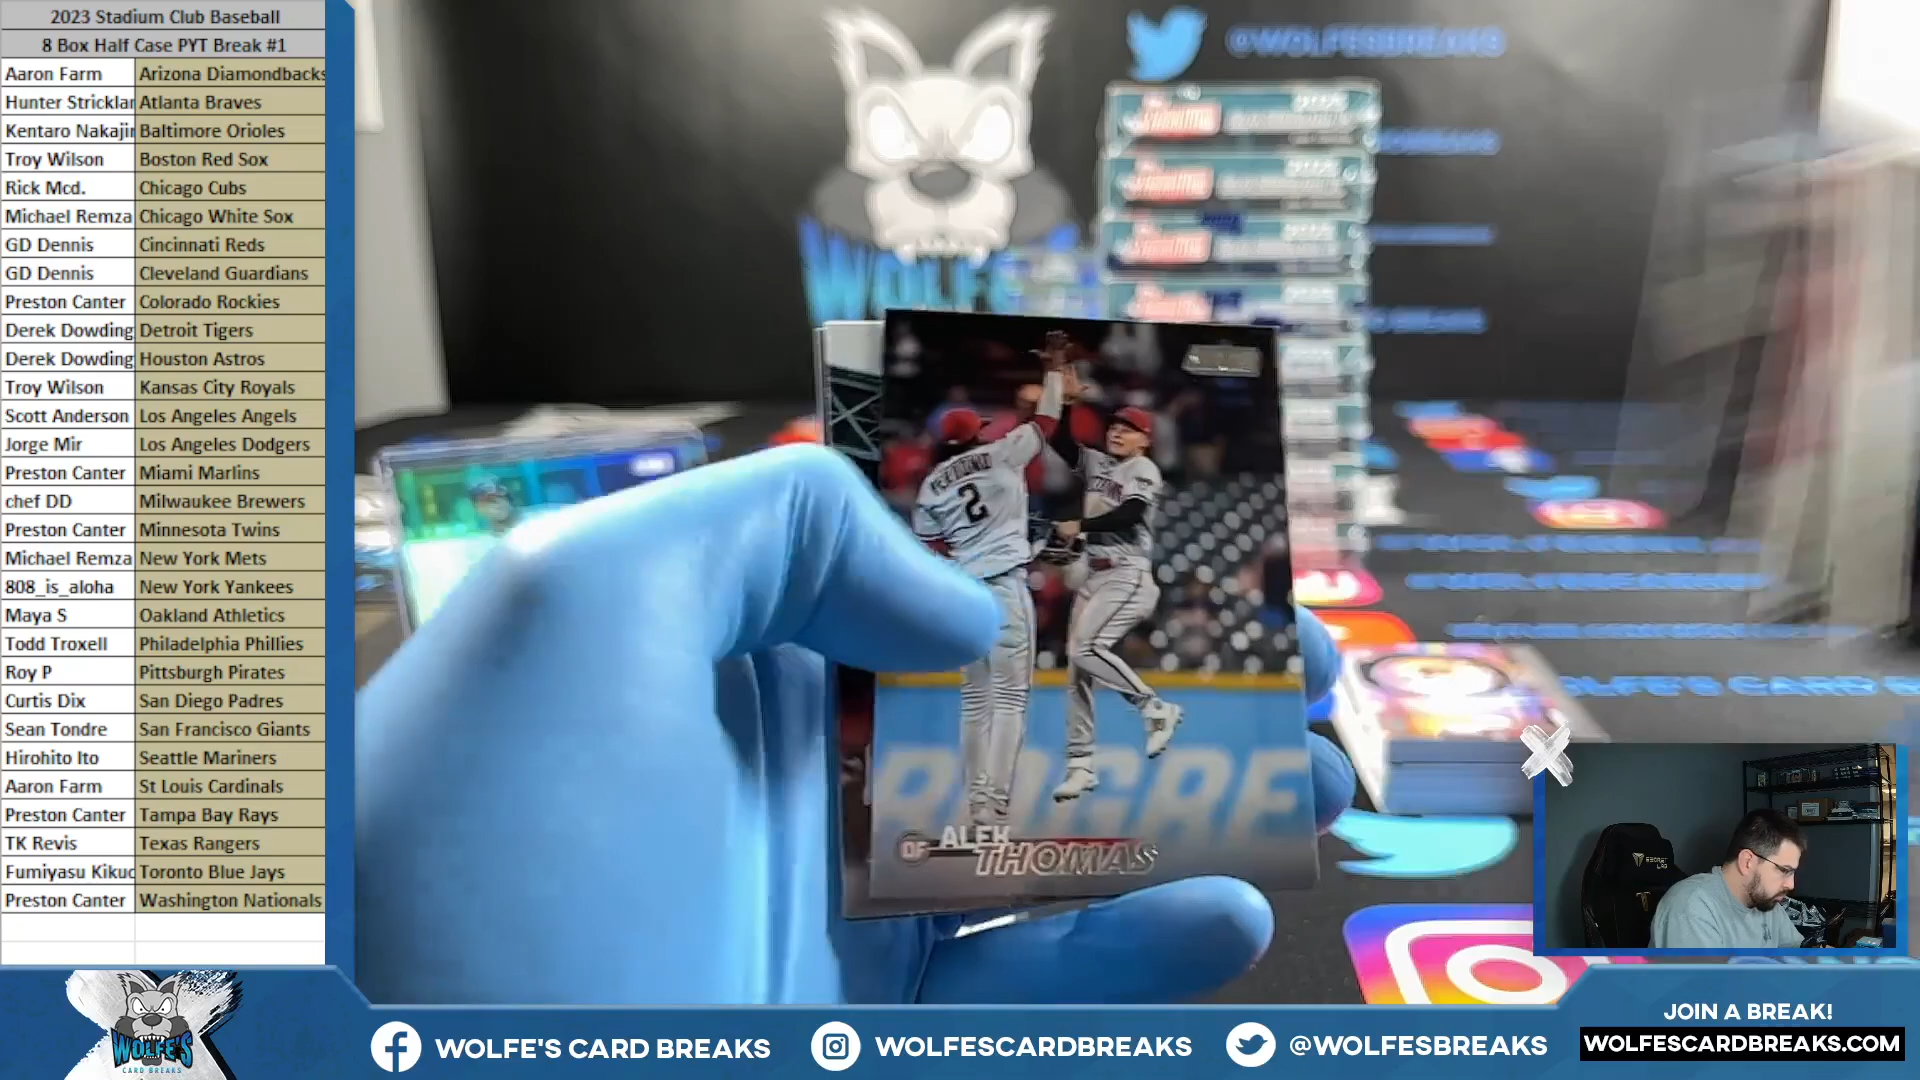 2023 Stadium Club Baseball
8 Box Half Case PYT Break #1
Aaron Farm Arizona Diamondbacks
Hunter Stricklar Atlanta Braves
Kentaro Nakajir Baltimore Orioles
Troy Wilson Boston Red Sox
Rick Mcd. Chicago Cubs
Michael Remza Chicago White Sox
GD Dennis Cincinnati Reds
GD Dennis Cleveland Guardians
Preston Canter Colorado Rockies
Derek Dowding Detroit Tigers
Derek Dowding Houston Astros
Troy Wilson Kansas City Royals
Scott Anderson Los Angeles Angels
Jorge Mir Los Angeles Dodgers
Preston Canter Miami Marlins
chef DD Milwaukee Brewers
Preston Canter Minnesota Twins
Michael Remza New York Mets
808_is_aloha New York Yankees
Maya S Oakland Athletics
Todd Troxell Philadelphia Phillies
Roy P Pittsburgh Pirates
Curtis Dix San Diego Padres
Sean Tondre San Francisco Giants
Hirohito Ito Seattle Mariners
Aaron Farm St Louis Cardinals
Preston Canter Tampa Bay Rays
TK Revis Texas Rangers
Fumiyasu Kikuc Toronto Blue Jays
Preston Canter Washington Nationals
@WOLFESBREAKS
WOLFE'S
2
OF ALEK
THOMAS
WOLFE'S CARD B
WOLFE'S
CARD BREAKS
WOLFE'S CARD BREAKS
WOLFESCARDBREAKS
@WOLFESBREAKS
JOIN A BREAK!
WOLFESCARDBREAKS.COM